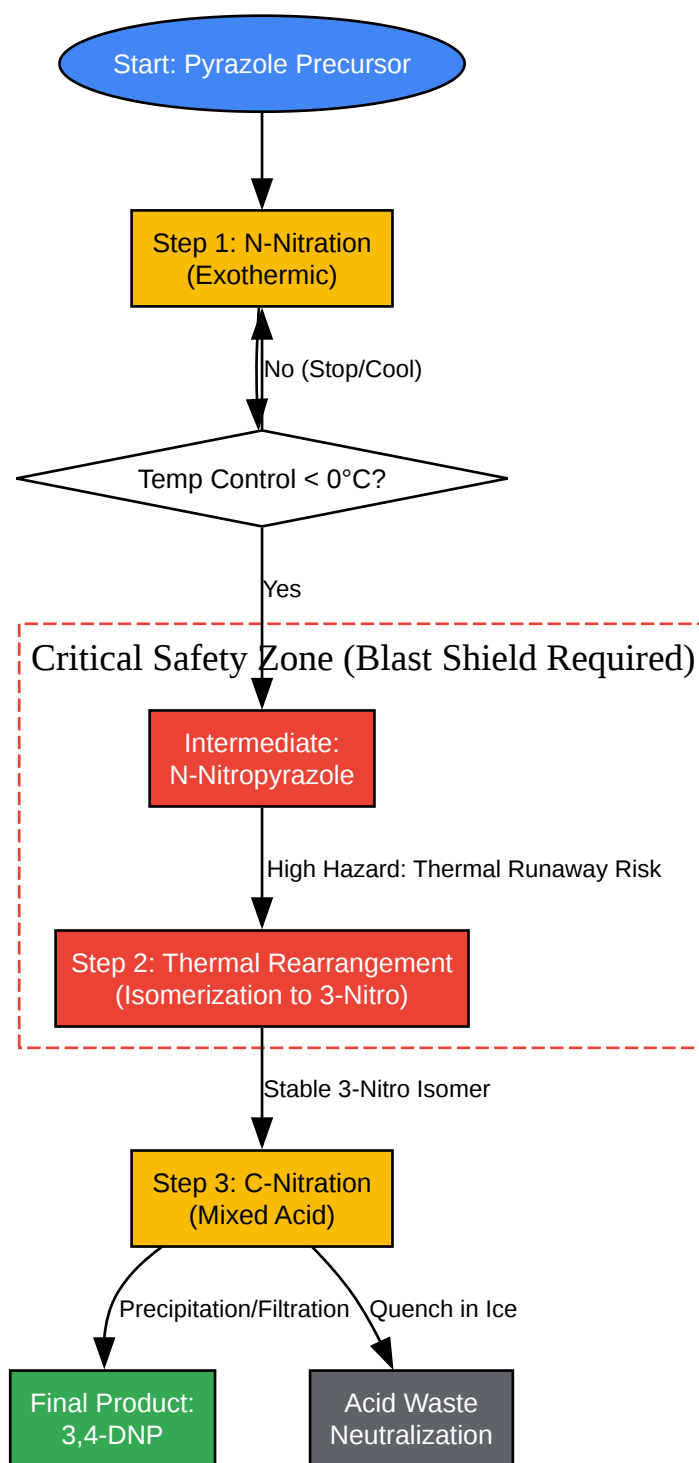 Start: Pyrazole Precursor
Step 1: N-Nitration
(Exothermic)
No (Stop/Cool)
Temp Control < 0°C?
Yes
Critical Safety Zone (Blast Shield Required)
Intermediate:
N-Nitropyrazole
High Hazard: Thermal Runaway Risk
Step 2: Thermal Rearrangement
(Isomerization to 3-Nitro)
Stable 3-Nitro Isomer
Step 3: C-Nitration
(Mixed Acid)
Precipitation/Filtration
Quench in Ice
Final Product:
3,4-DNP
Acid Waste
Neutralization